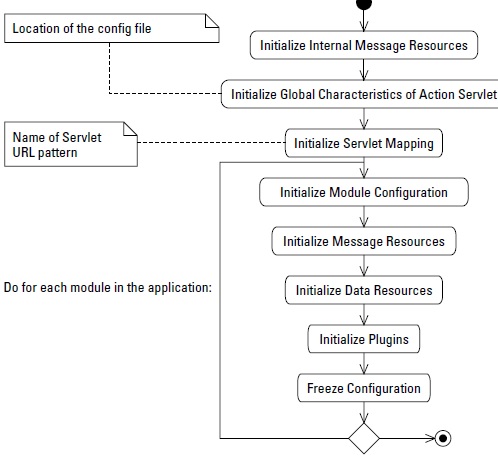 Location of the config file
Initialize Internal Message Resources
Initialize Global Characteristics of Action Servlet
Name of Servlet
URL pattern
Initialize Servlet Mapping
Initialize Module Configuration
Initialize Message Resources
Do for each module in the application:
Initialize Data Resources
Initialize Plugins
Freeze Configuration